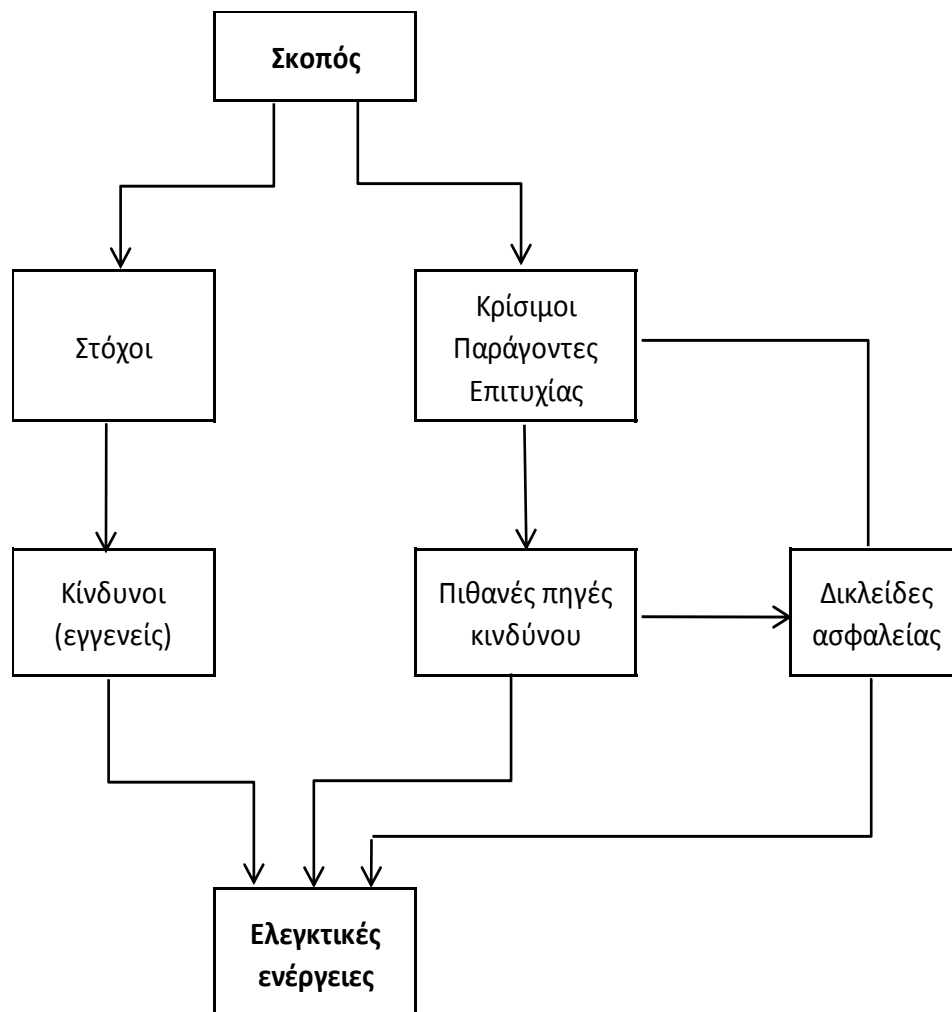 Σκοπός
Στόχοι
Κρίσιμοι
Παράγοντες
Επιτυχίας
Κίνδυνοι
(εγγενείς)
Πιθανές πηγές
κινδύνου
Δικλείδες
ασφαλείας
Ελεγκτικές
ενέργειες